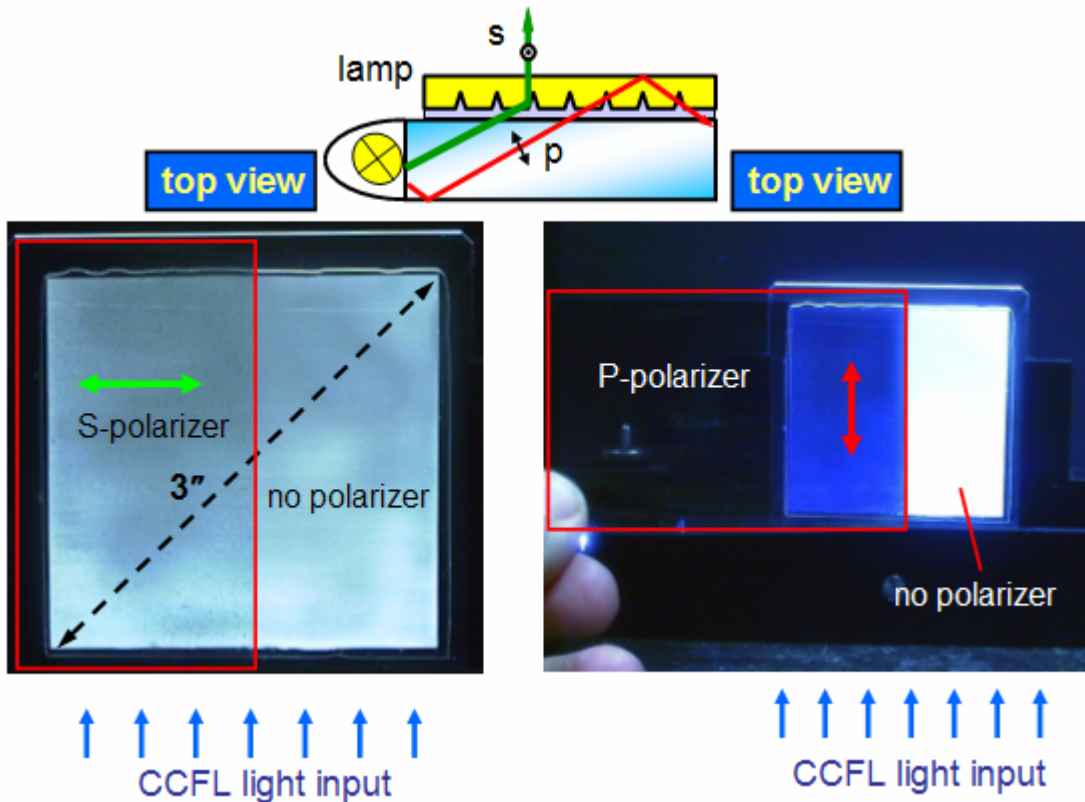 s
lamp
p
top view
top view
S-polarizer
3″
no polarizer
P-polarizer
no polarizer
CCFL light input
CCFL light input